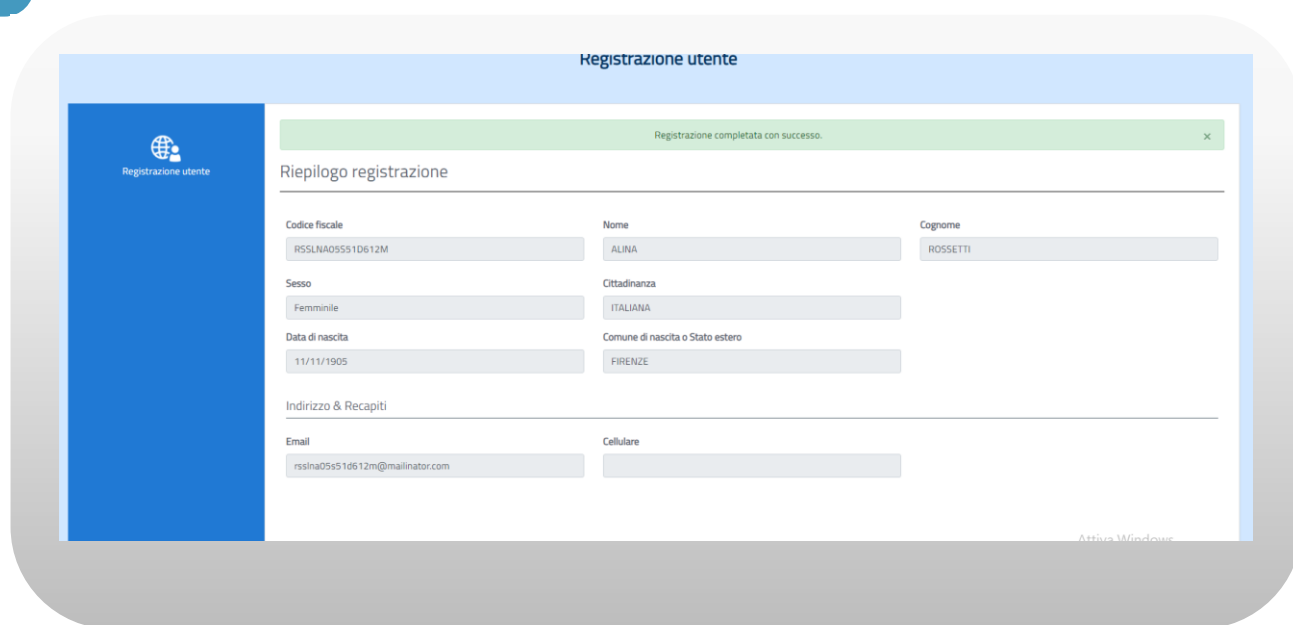 Registrazione utente
Registrazione utente
Registrazione completata con successo. ×
Riepilogo registrazione
Codice fiscale Nome Cognome
RSSLNA05S51D612M ALINA ROSSETTI
Sesso Cittadinanza
Femminile ITALIANA
Data di nascita Comune di nascita o Stato estero
11/11/1905 FIRENZE
Indirizzo & Recapiti
Email Cellulare
rsslna05s51d612m@mailinator.com
Attiva Windows